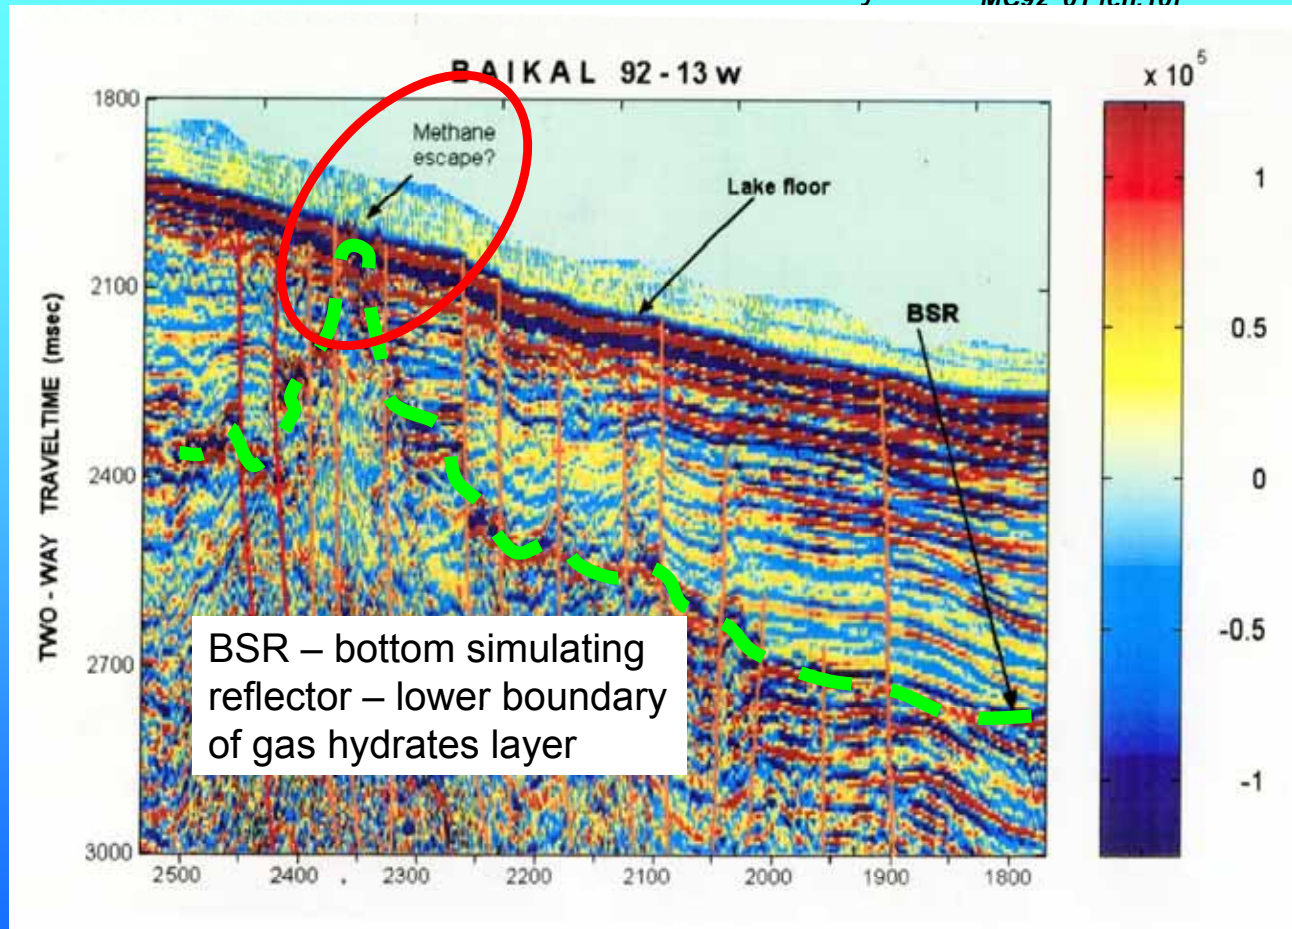 BAIKAL 92-13 w
x 10^5
1800
Methane
escape?
Lake floor
BSR
1
0.5
0
-0.5
-1
TWO - WAY TRAVELTIME (msec)
2100
2400
2700
3000
BSR – bottom simulating
reflector – lower boundary
of gas hydrates layer
2500 2400 2300 2200 2100 2000 1900 1800